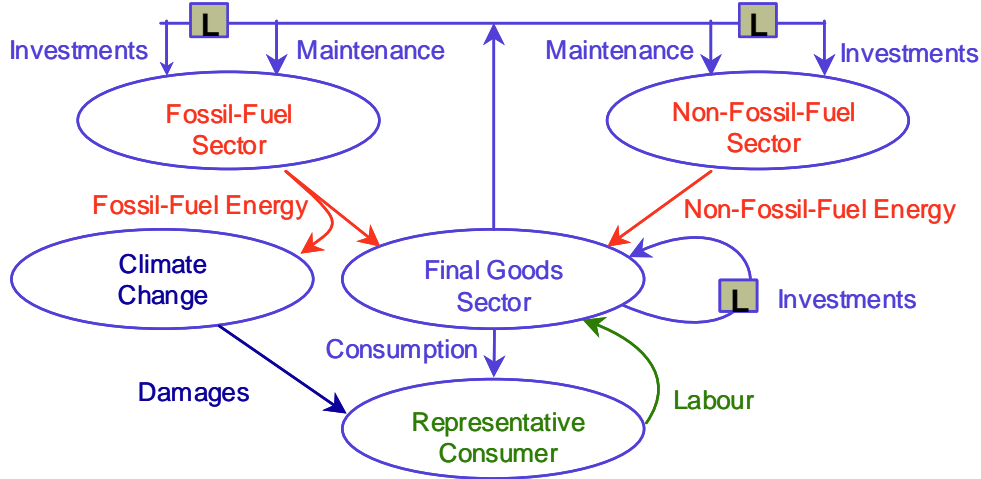 L
L
Investments
Maintenance
Maintenance
Investments
Fossil-Fuel
Sector
Non-Fossil-Fuel
Sector
Fossil-Fuel Energy
Non-Fossil-Fuel Energy
Climate
Change
Final Goods
Sector
L
Investments
Consumption
Damages
Labour
Representative
Consumer